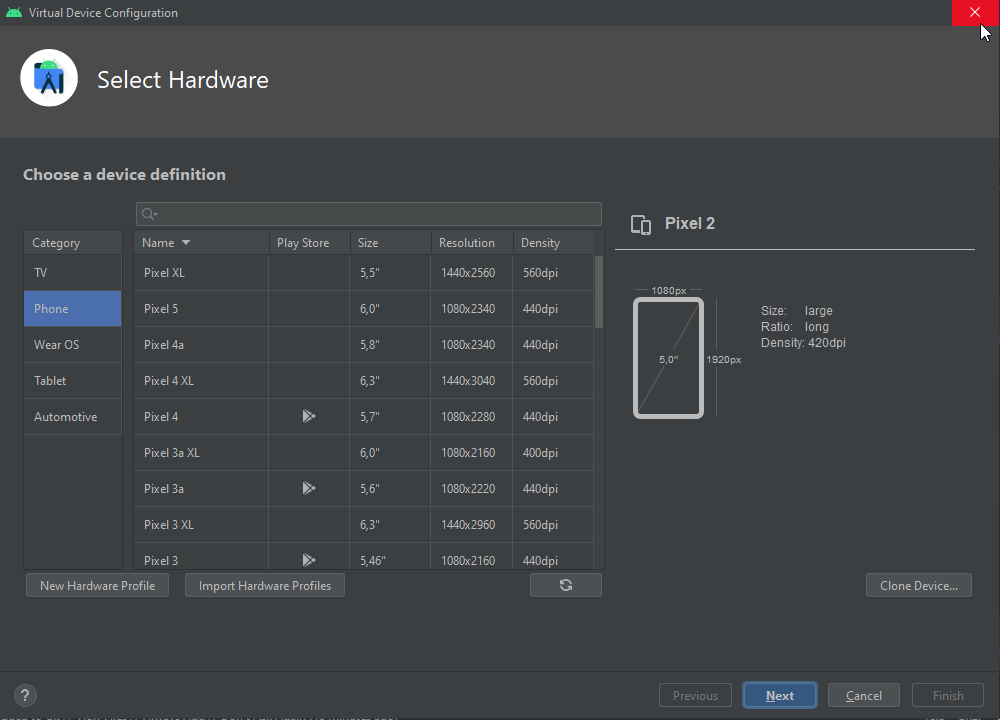 Virtual Device Configuration
Select Hardware
Choose a device definition
Category
TV
Phone
Wear OS
Tablet
Automotive
Name Play Store Size Resolution Density
Pixel XL 5,5" 1440x2560 560dpi
Pixel 5 6,0" 1080x2340 440dpi
Pixel 4a 5,8" 1080x2340 440dpi
Pixel 4 XL 6,3" 1440x3040 560dpi
Pixel 4 5,7" 1080x2280 440dpi
Pixel 3a XL 6,0" 1080x2160 400dpi
Pixel 3a 5,6" 1080x2220 440dpi
Pixel 3 XL 6,3" 1440x2960 560dpi
Pixel 3 5,46" 1080x2160 440dpi
Pixel 2
1080px
5,0"
1920px
Size: large
Ratio: long
Density: 420dpi
New Hardware Profile
Import Hardware Profiles
Clone Device...
?
Previous
Next
Cancel
Finish